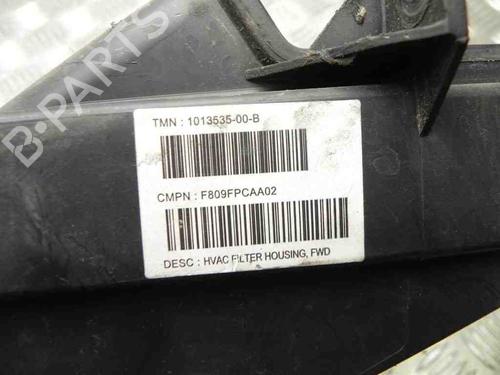 B-PARTS
TMN : 1013535-00-B
CMPN : F809FPCAA02
DESC : HVAC FILTER HOUSING, FWD